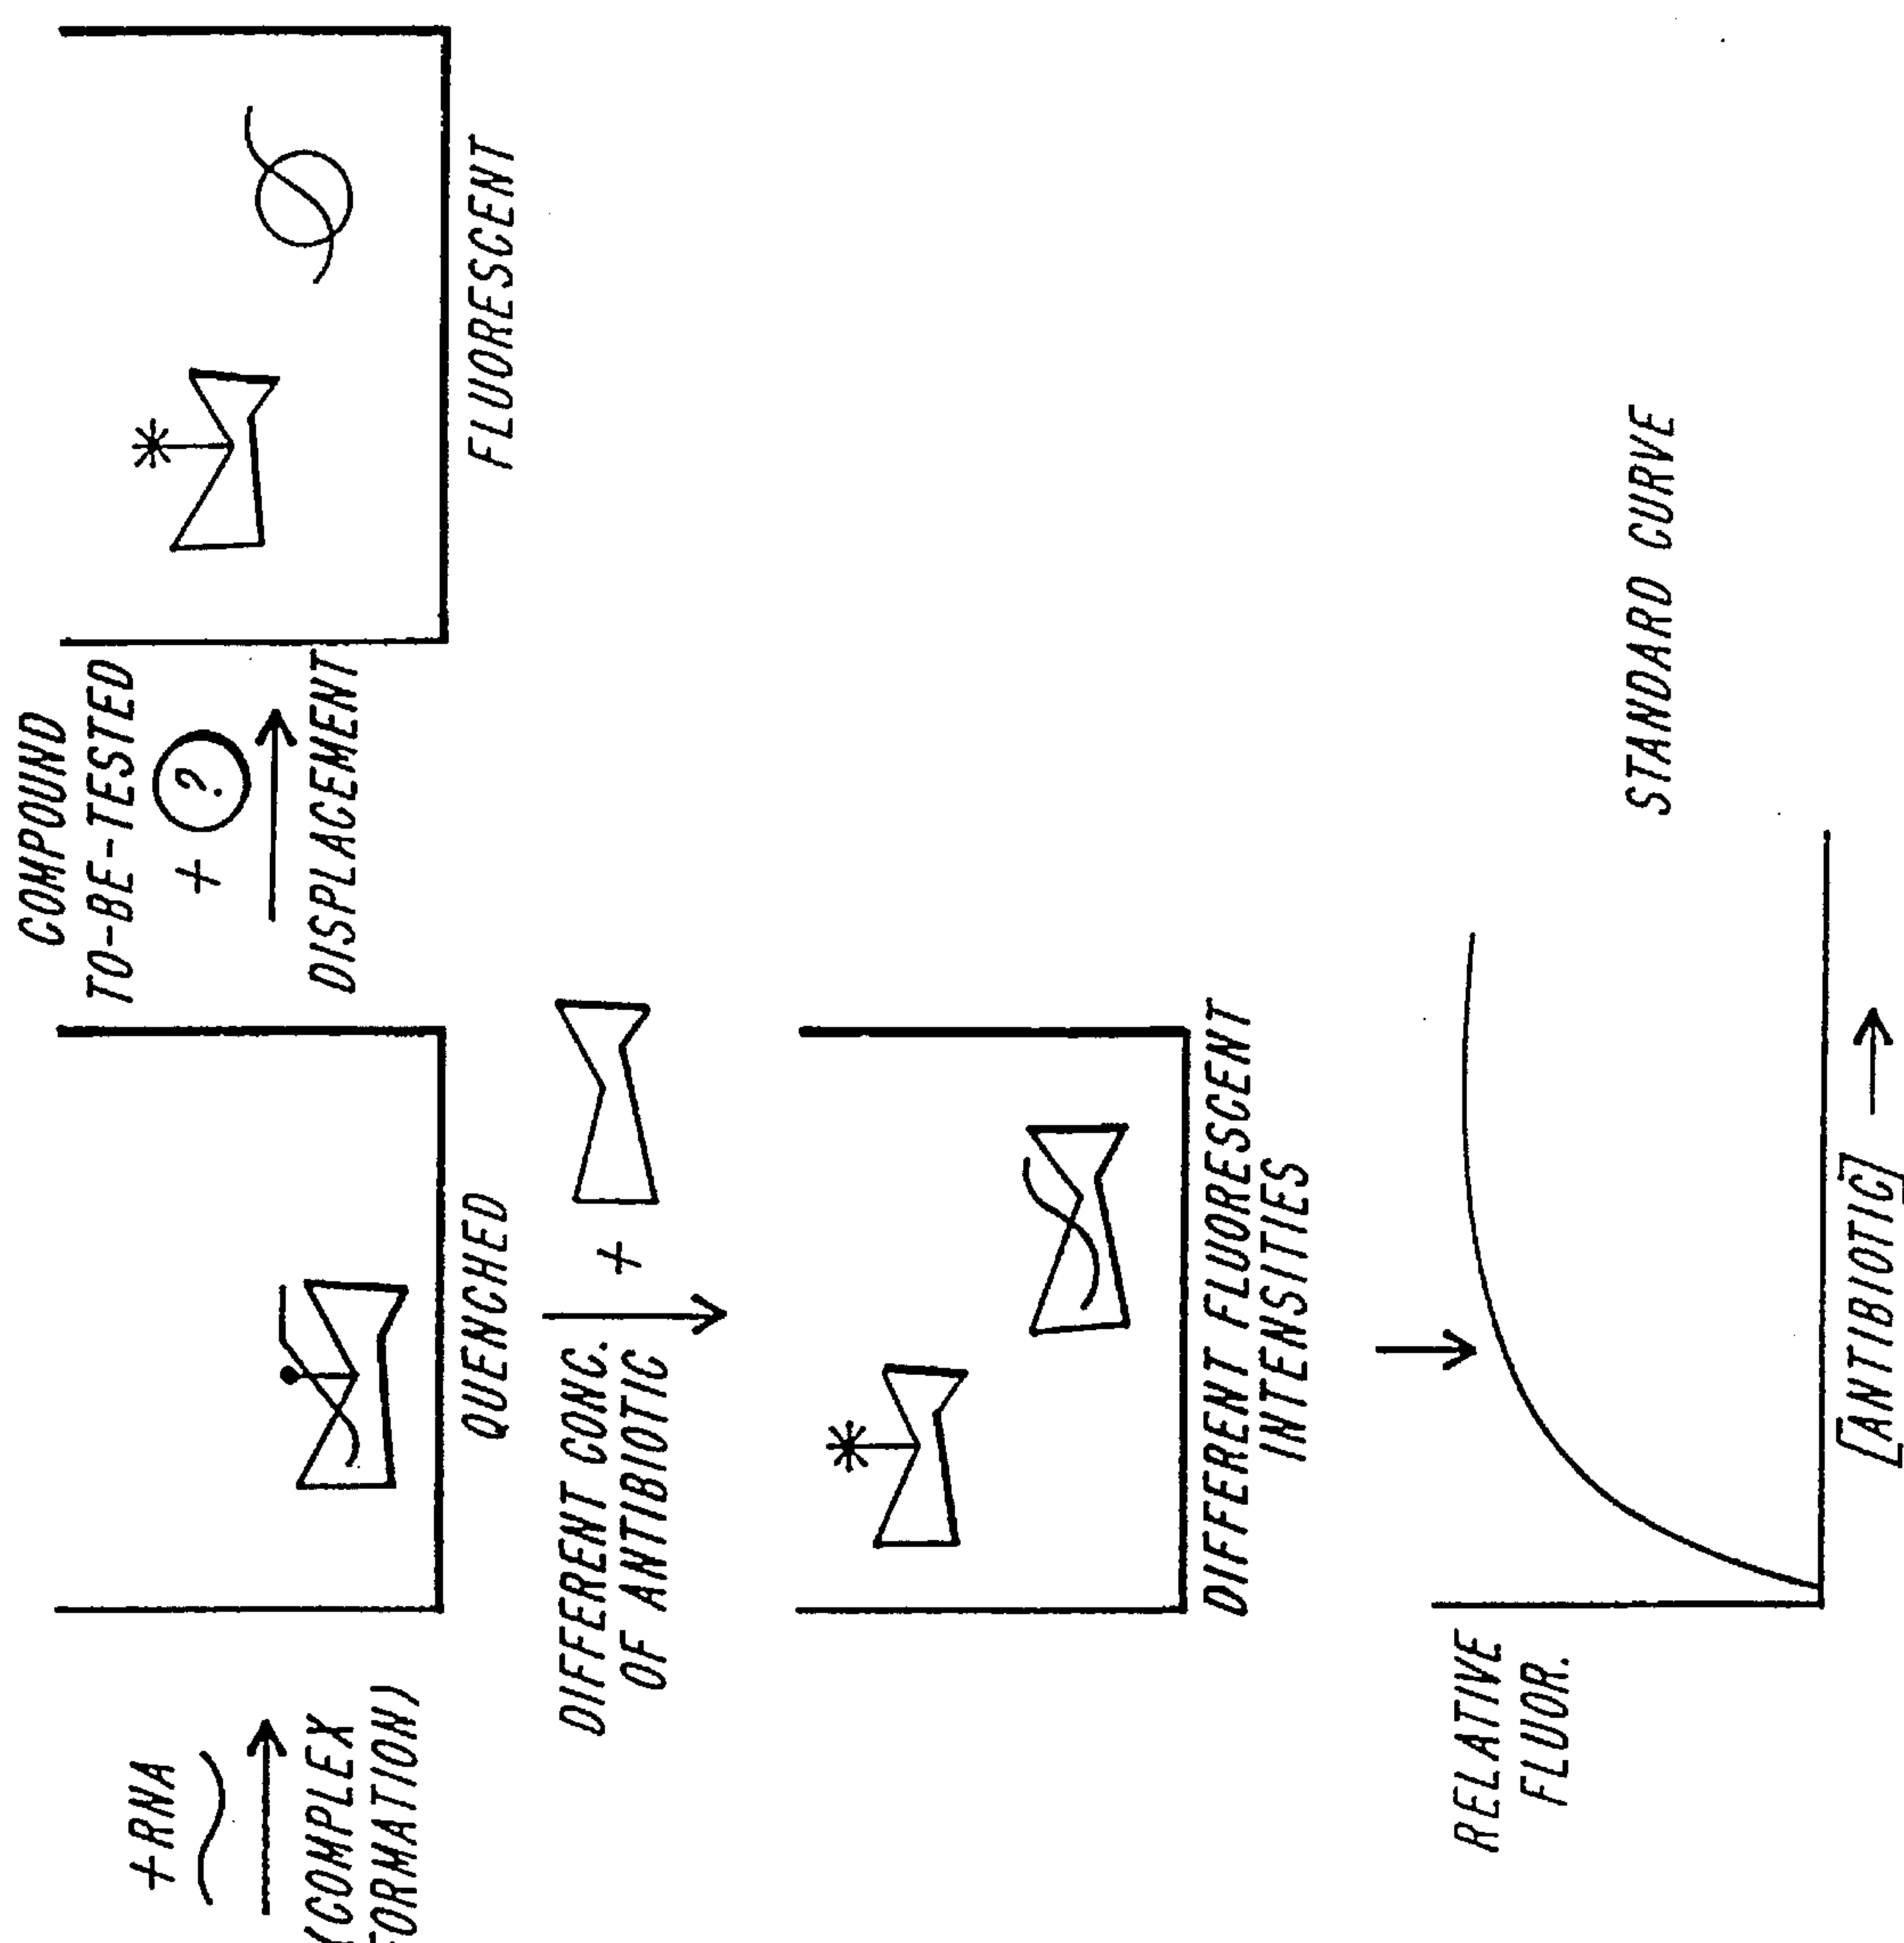 +RNA
(COMPLEX
FORMATION)
QUENCHED
COMPOUND
TO-BE-TESTED
+ ?
DISPLACEMENT
FLUORESCENT
DIFFERENT CONC.
OF ANTIBIOTIC
+
DIFFERENT FLUORESCENT
INTENSITIES
RELATIVE
FLUOR.
[ANTIBIOTIC]
STANDARD CURVE